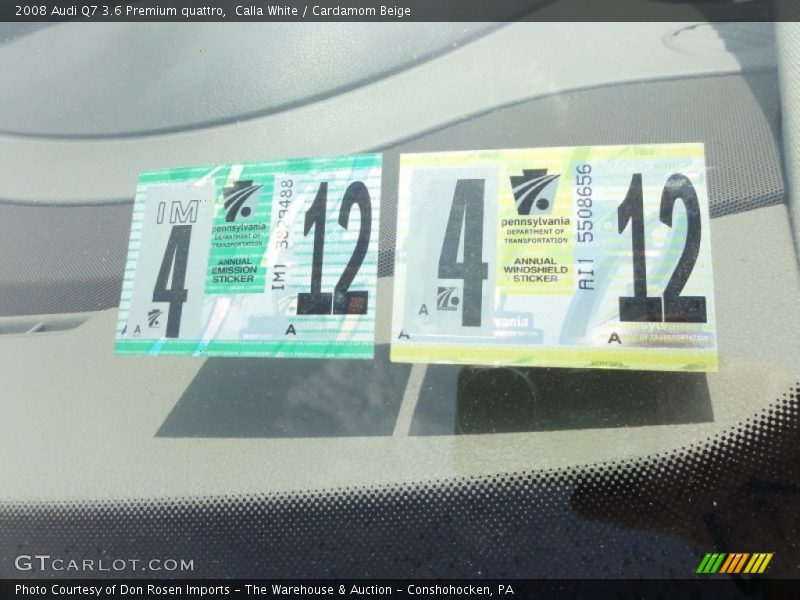 2008 Audi Q7 3.6 Premium quattro,  Calla White / Cardamom Beige
IM
4
A A
pennsylvania
DEPARTMENT OF
TRANSPORTATION
ANNUAL
EMISSION
STICKER
IM1
12
A
4
A
A
pennsylvania
DEPARTMENT OF
TRANSPORTATION
ANNUAL
WINDSHIELD
STICKER
AI1 5508656
12
A
GTCARLOT.COM
Photo Courtesy of Don Rosen Imports - The Warehouse & Auction - Conshohocken, PA